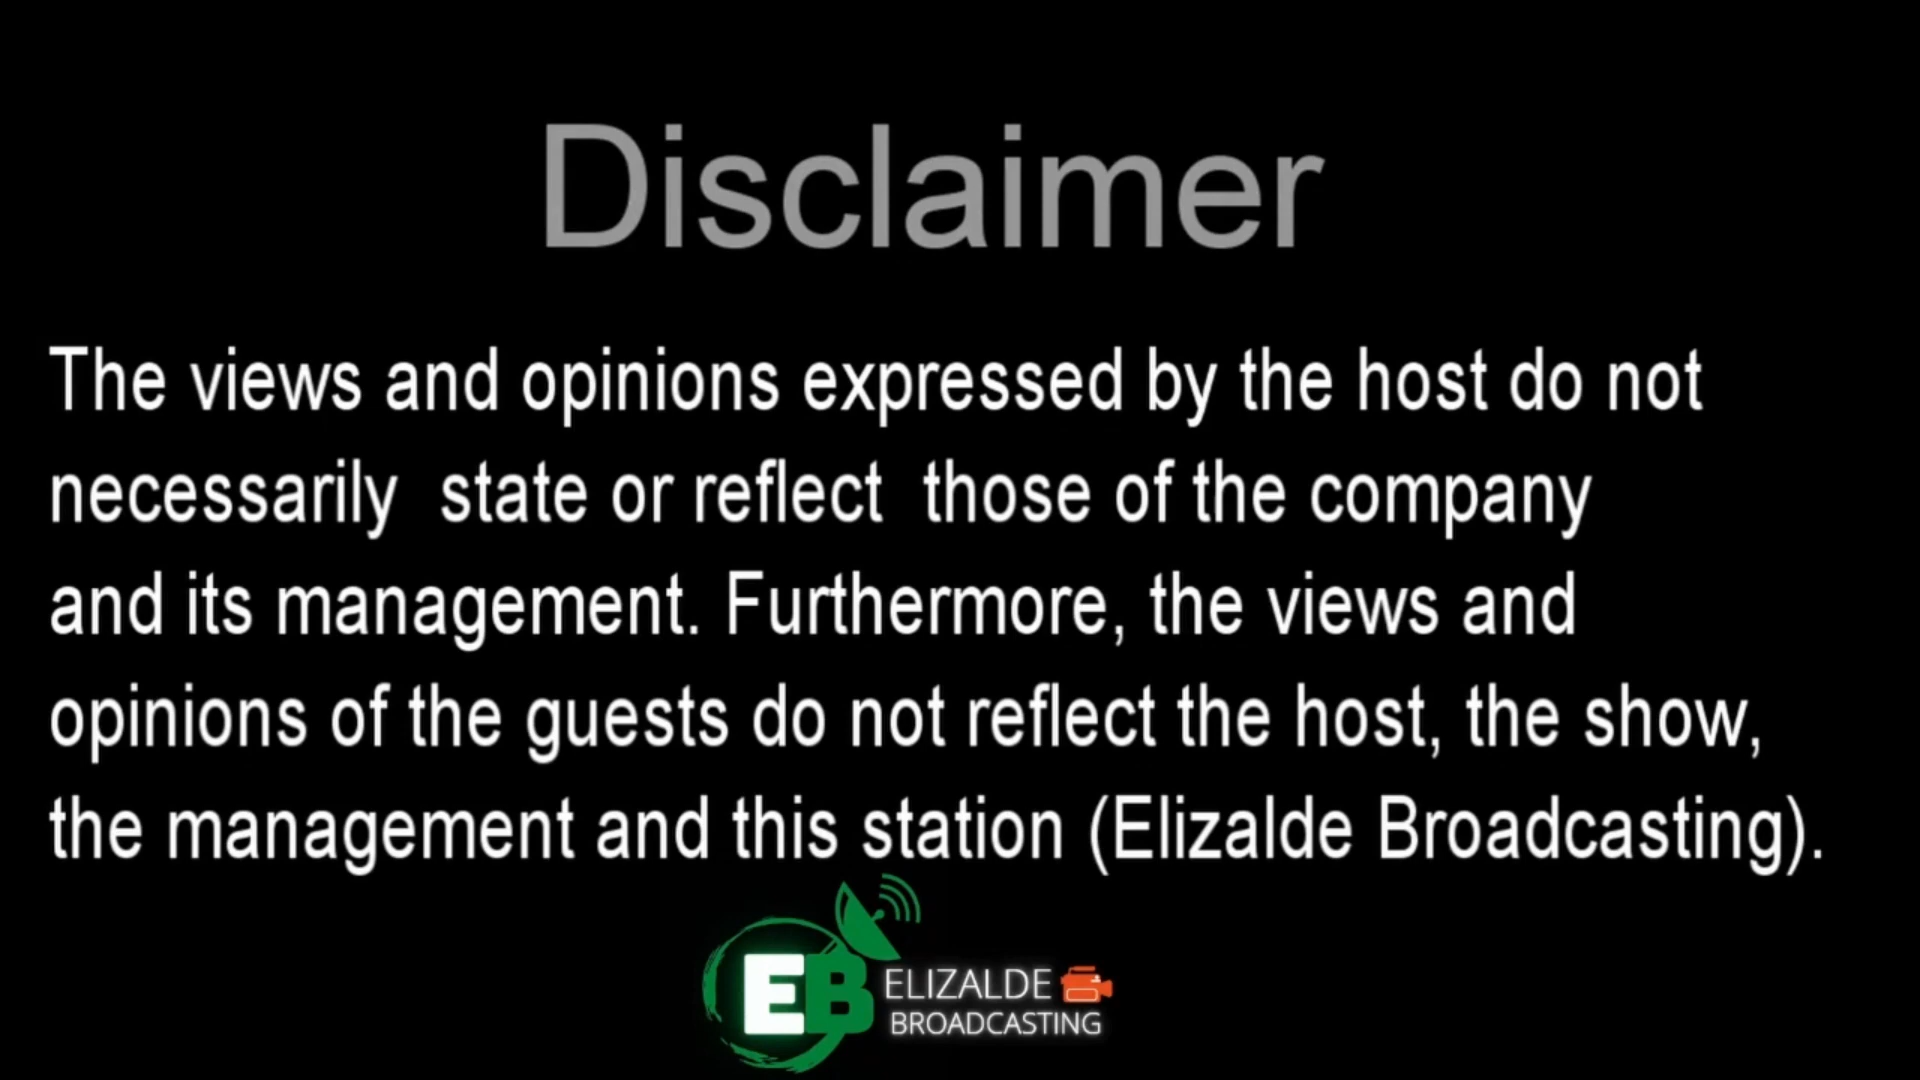 Disclaimer
The views and opinions expressed by the host do not
necessarily  state or reflect  those of the company
and its management. Furthermore, the views and
opinions of the guests do not reflect the host, the show,
the management and this station (Elizalde Broadcasting).
EB
ELIZALDE
BROADCASTING